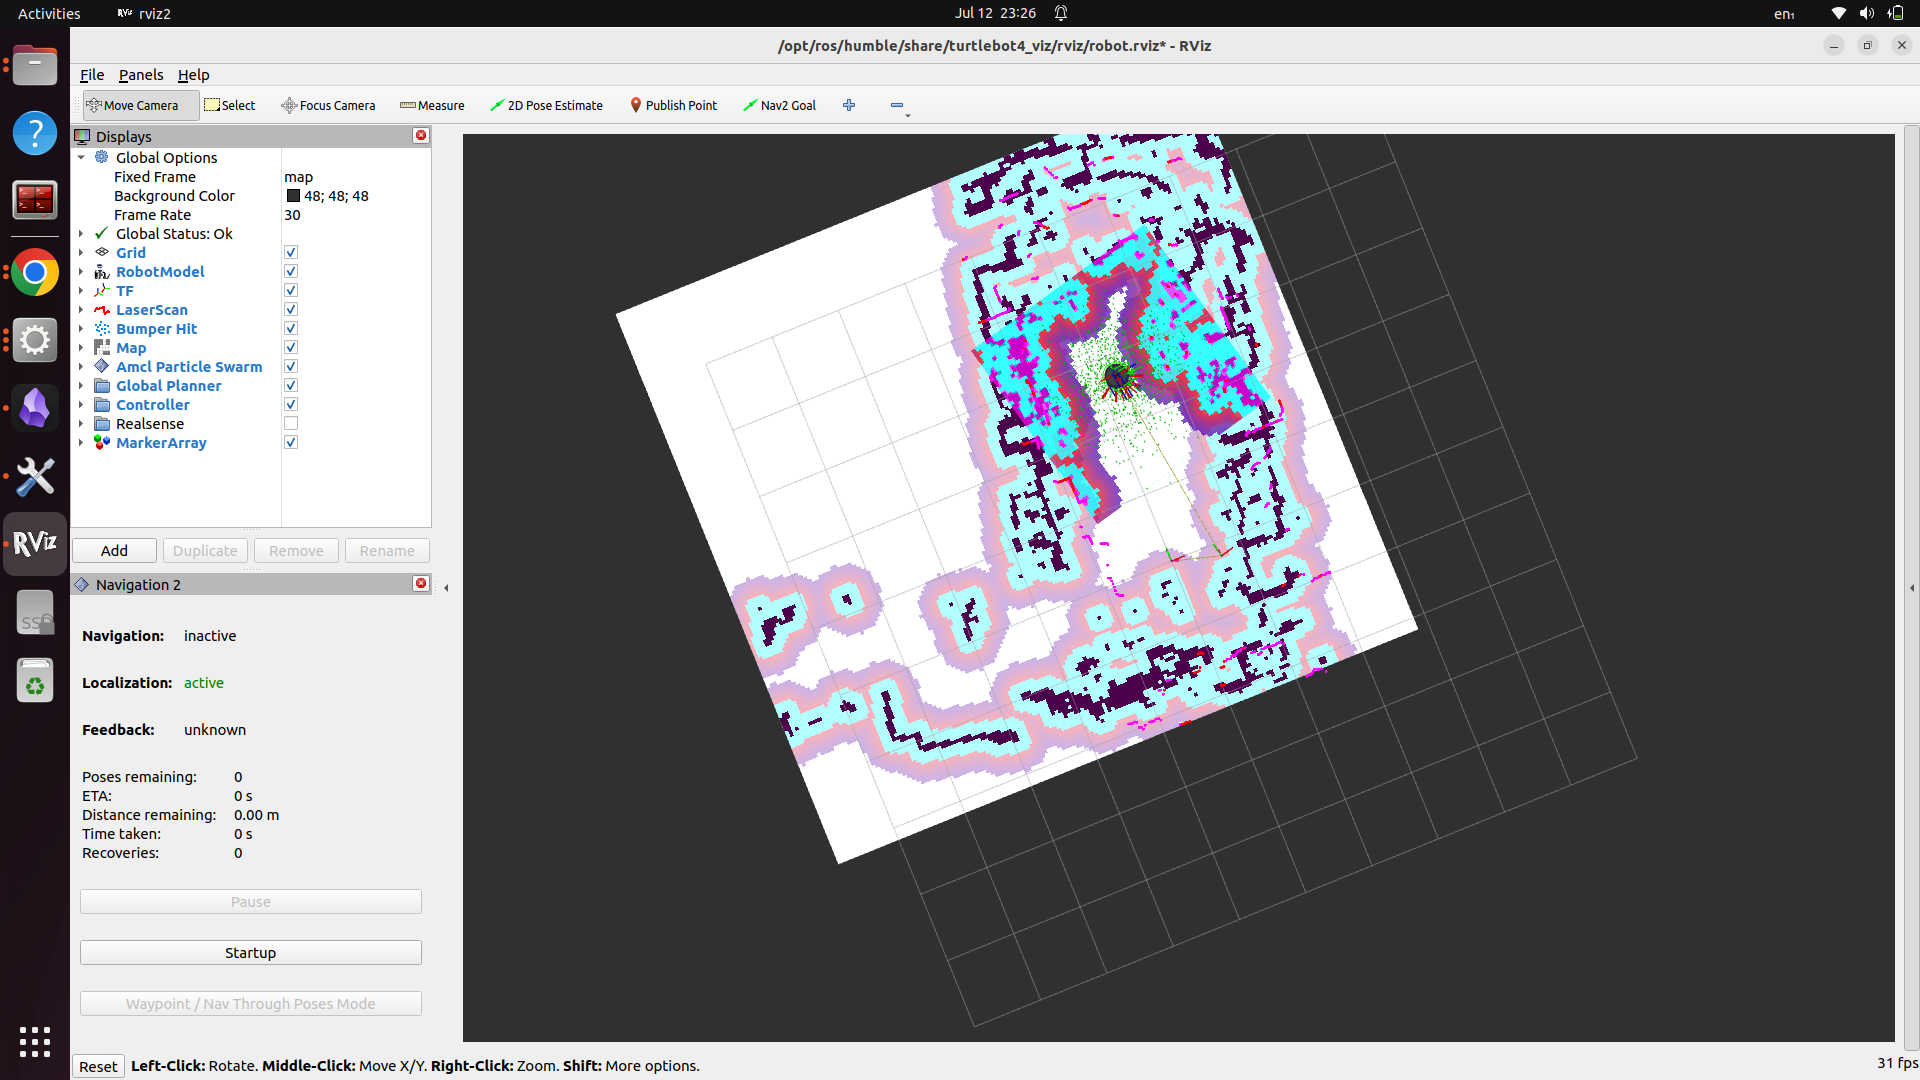 Activities rviz2 Jul 12 23:26 en₁
/opt/ros/humble/share/turtlebot4_viz/rviz/robot.rviz* - RViz
File Panels Help
Move Camera Select Focus Camera Measure 2D Pose Estimate Publish Point Nav2 Goal
Displays
Global Options
Fixed Frame map
Background Color 48; 48; 48
Frame Rate 30
Global Status: Ok
Grid
RobotModel
TF
LaserScan
Bumper Hit
Map
Amcl Particle Swarm
Global Planner
Controller
Realsense
MarkerArray
Add Duplicate Remove Rename
RViz
Navigation 2
SSD
Navigation: inactive
Localization: active
Feedback: unknown
Poses remaining: 0
ETA: 0 s
Distance remaining: 0.00 m
Time taken: 0 s
Recoveries: 0
Pause
Startup
Waypoint / Nav Through Poses Mode
Reset Left-Click: Rotate. Middle-Click: Move X/Y. Right-Click: Zoom. Shift: More options. 31 fps